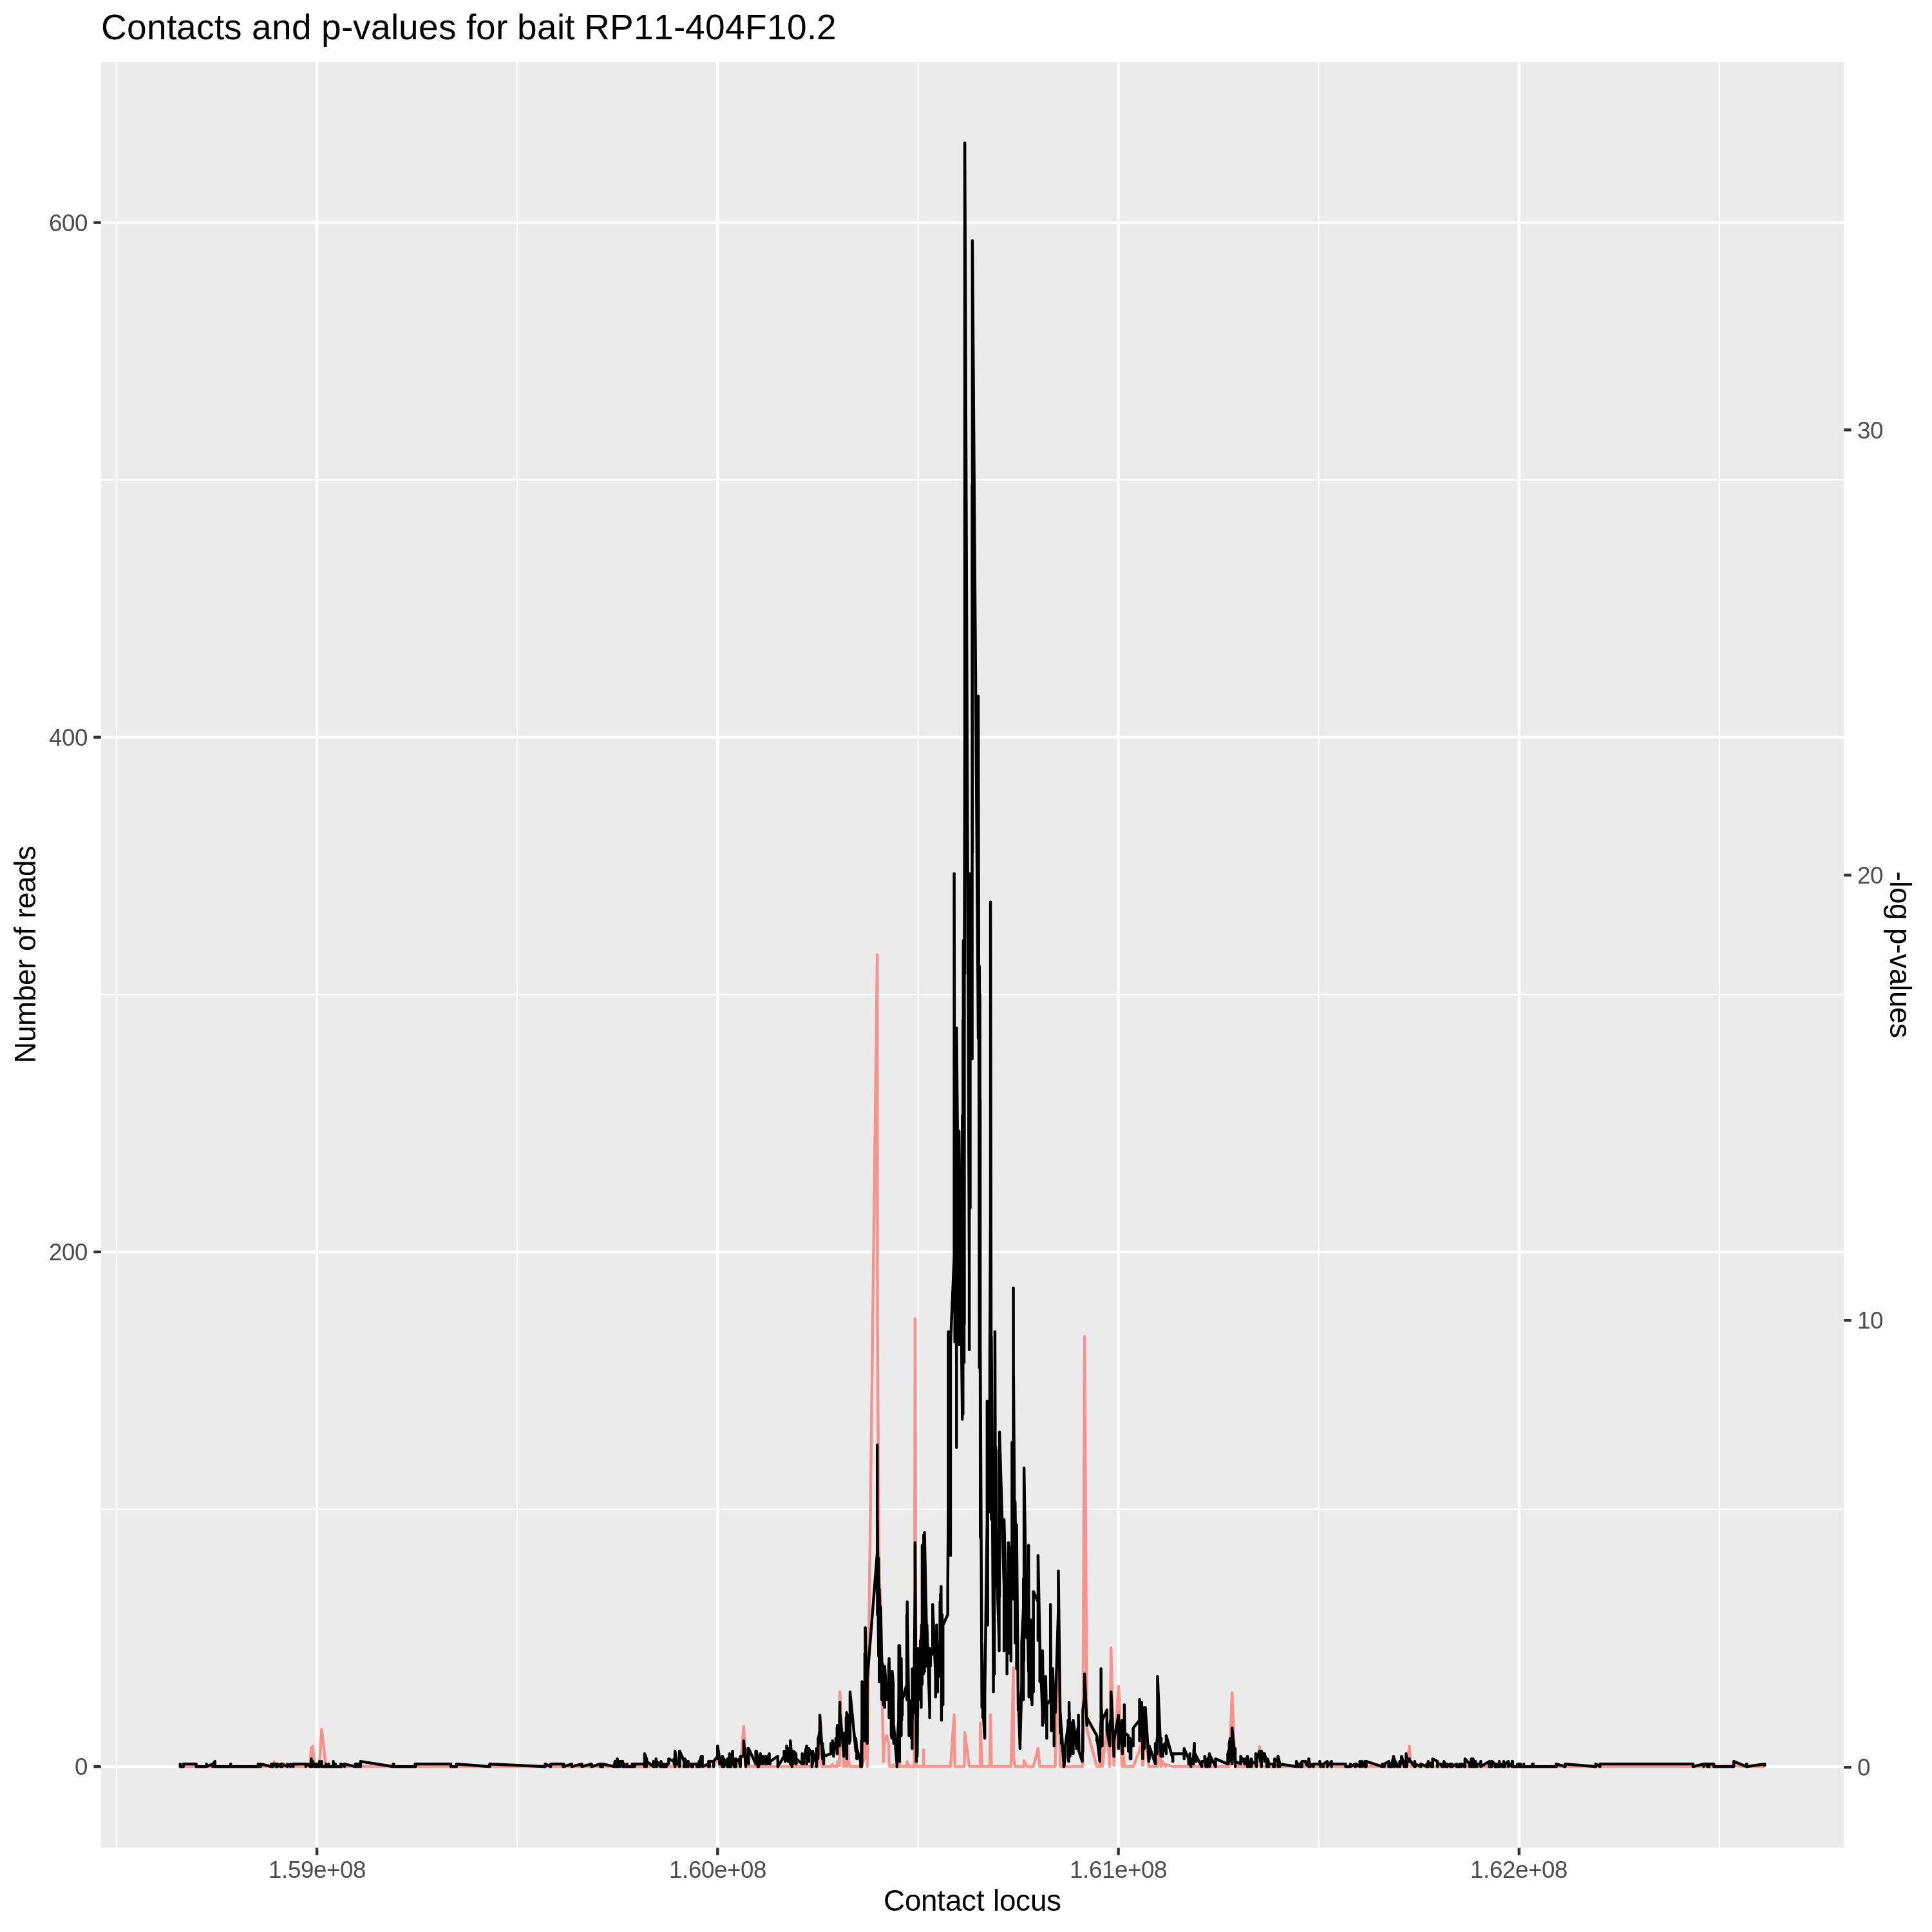 Contacts and p-values for bait RP11-404F10.2
600
400
200
0
Number of reads
30
20
10
0
-log p-values
1.59e+08
1.60e+08
1.61e+08
1.62e+08
Contact locus